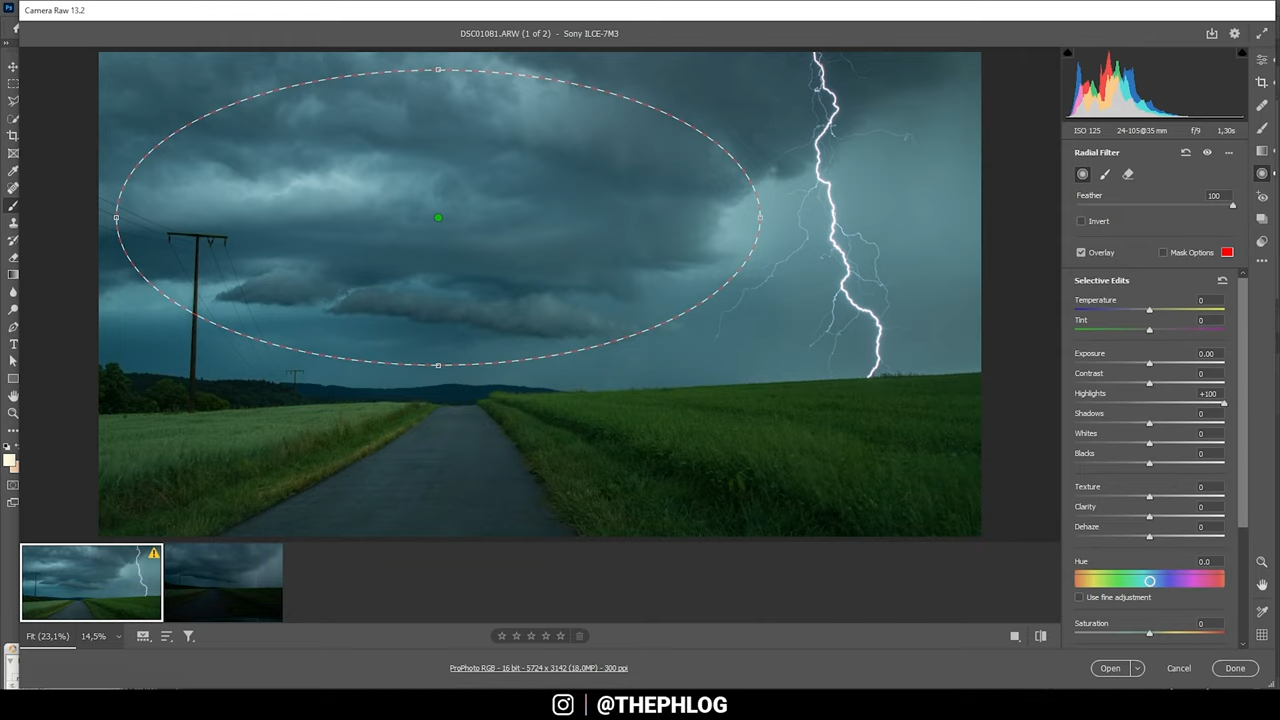 Camera Raw 13.2
DSC01081.ARW (1 of 2) - Sony ILCE-7M3
ISO 125 24-105@35 mm f/9 1,30s
Radial Filter
Feather 100
Invert
Overlay Mask Options
Selective Edits
Temperature 0
Tint 0
Exposure 0.00
Contrast 0
Highlights +100
Shadows 0
Whites 0
Blacks 0
Texture 0
Clarity 0
Dehaze 0
Hue 0.0
Use fine adjustment
Saturation 0
Fit (23,1%) 14,5%
ProPhoto RGB - 16 bit - 5724 x 3142 (18,0MP) - 300 ppi
Open Cancel Done
@THEPHLOG
Ps